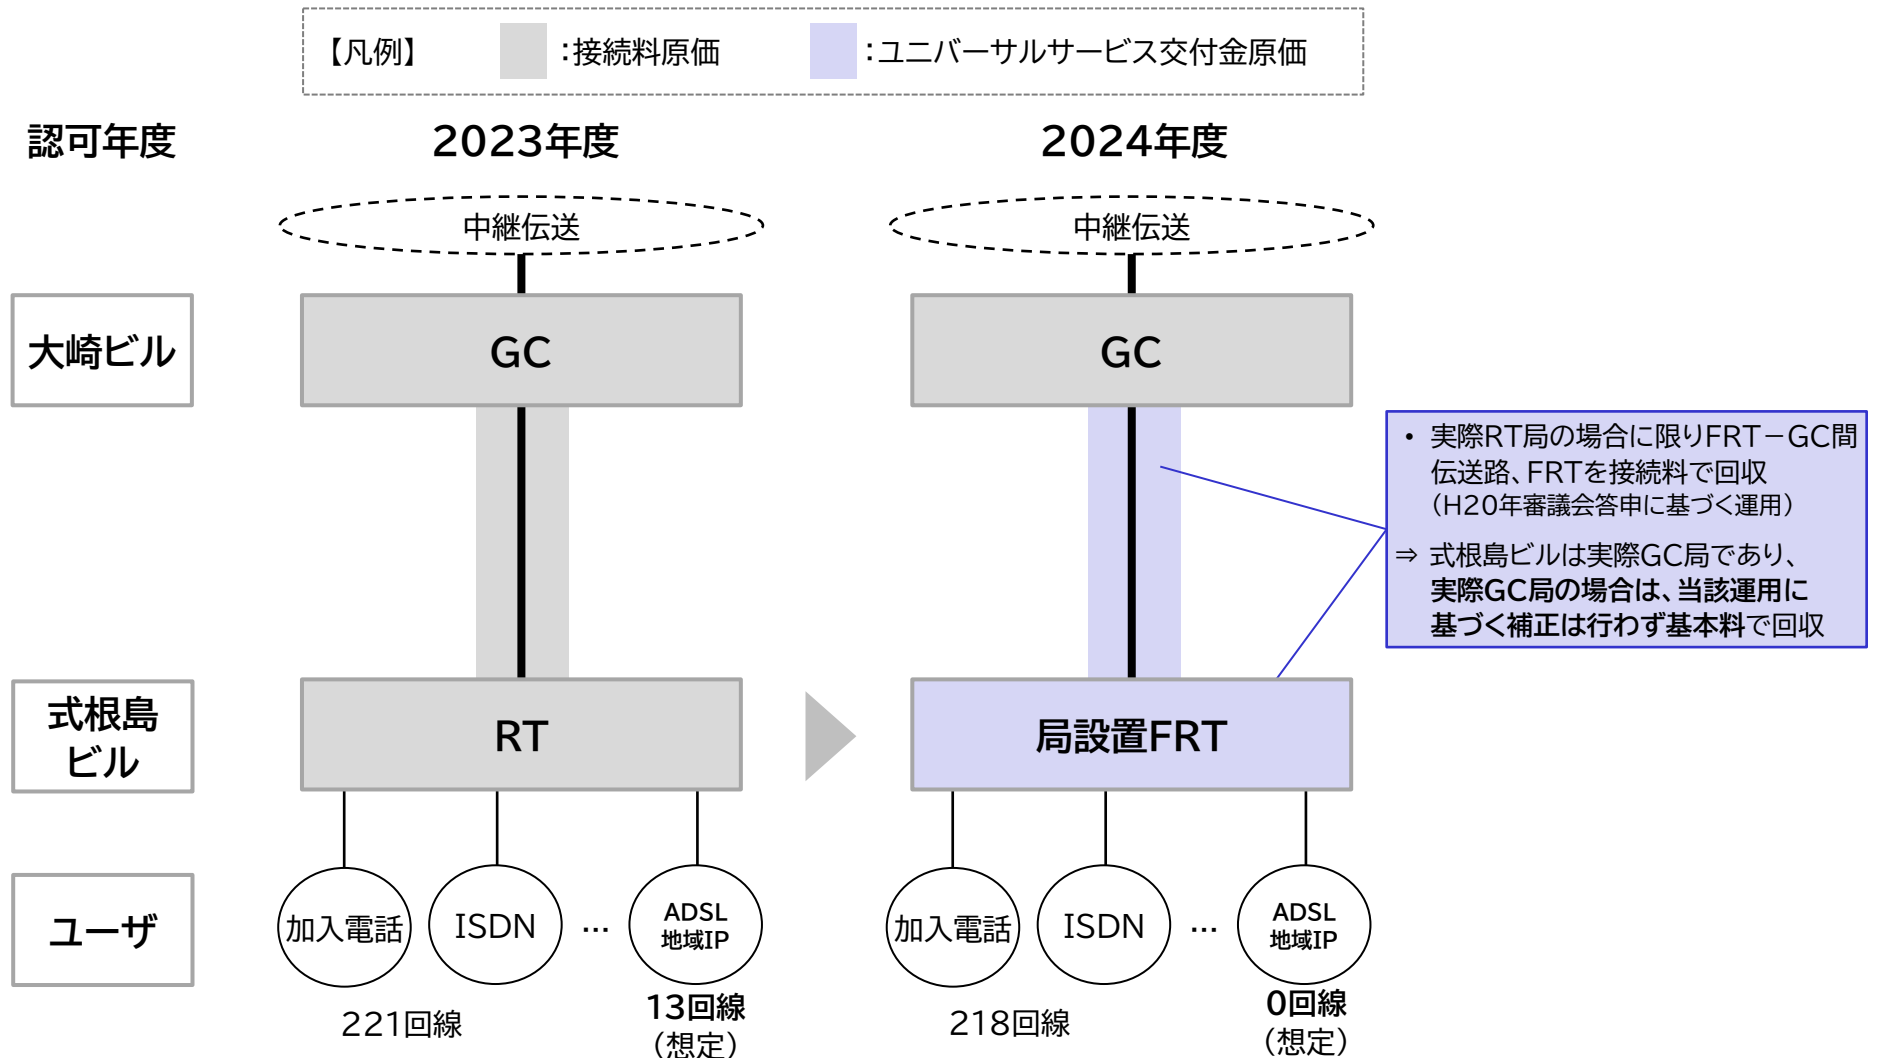 【凡例】 :接続料原価 :ユニバーサルサービス交付金原価
認可年度 2023年度 2024年度
中継伝送 中継伝送
大崎ビル GC GC
・ 実際RT局の場合に限りFRT－GC間
伝送路、FRTを接続料で回収
（H20年審議会答申に基づく運用）
⇒ 式根島ビルは実際GC局であり、
実際GC局の場合は、当該運用に
基づく補正は行わず基本料で回収
式根島
ビル
RT 局設置FRT
ユーザ
加入電話 ISDN … ADSL
地域IP
加入電話 ISDN … ADSL
地域IP
221回線 13回線
（想定）
218回線 0回線
（想定）